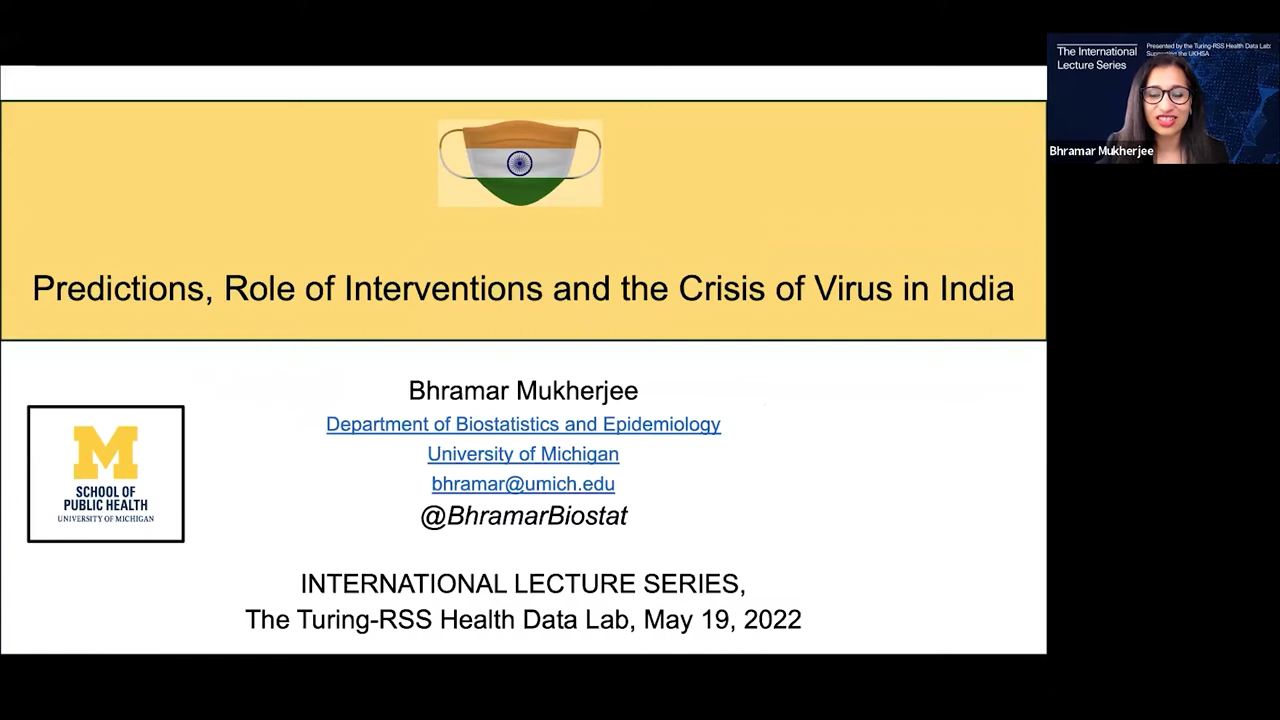 Predictions, Role of Interventions and the Crisis of Virus in India
Bhramar Mukherjee
Department of Biostatistics and Epidemiology
University of Michigan
bhramar@umich.edu
@BhramarBiostat
M
SCHOOL OF
PUBLIC HEALTH
UNIVERSITY OF MICHIGAN
INTERNATIONAL LECTURE SERIES,
The Turing-RSS Health Data Lab, May 19, 2022
The International
Lecture Series
Presented by the Turing-RSS Health Data Lab:
Supporting the UKHSA
Bhramar Mukherjee